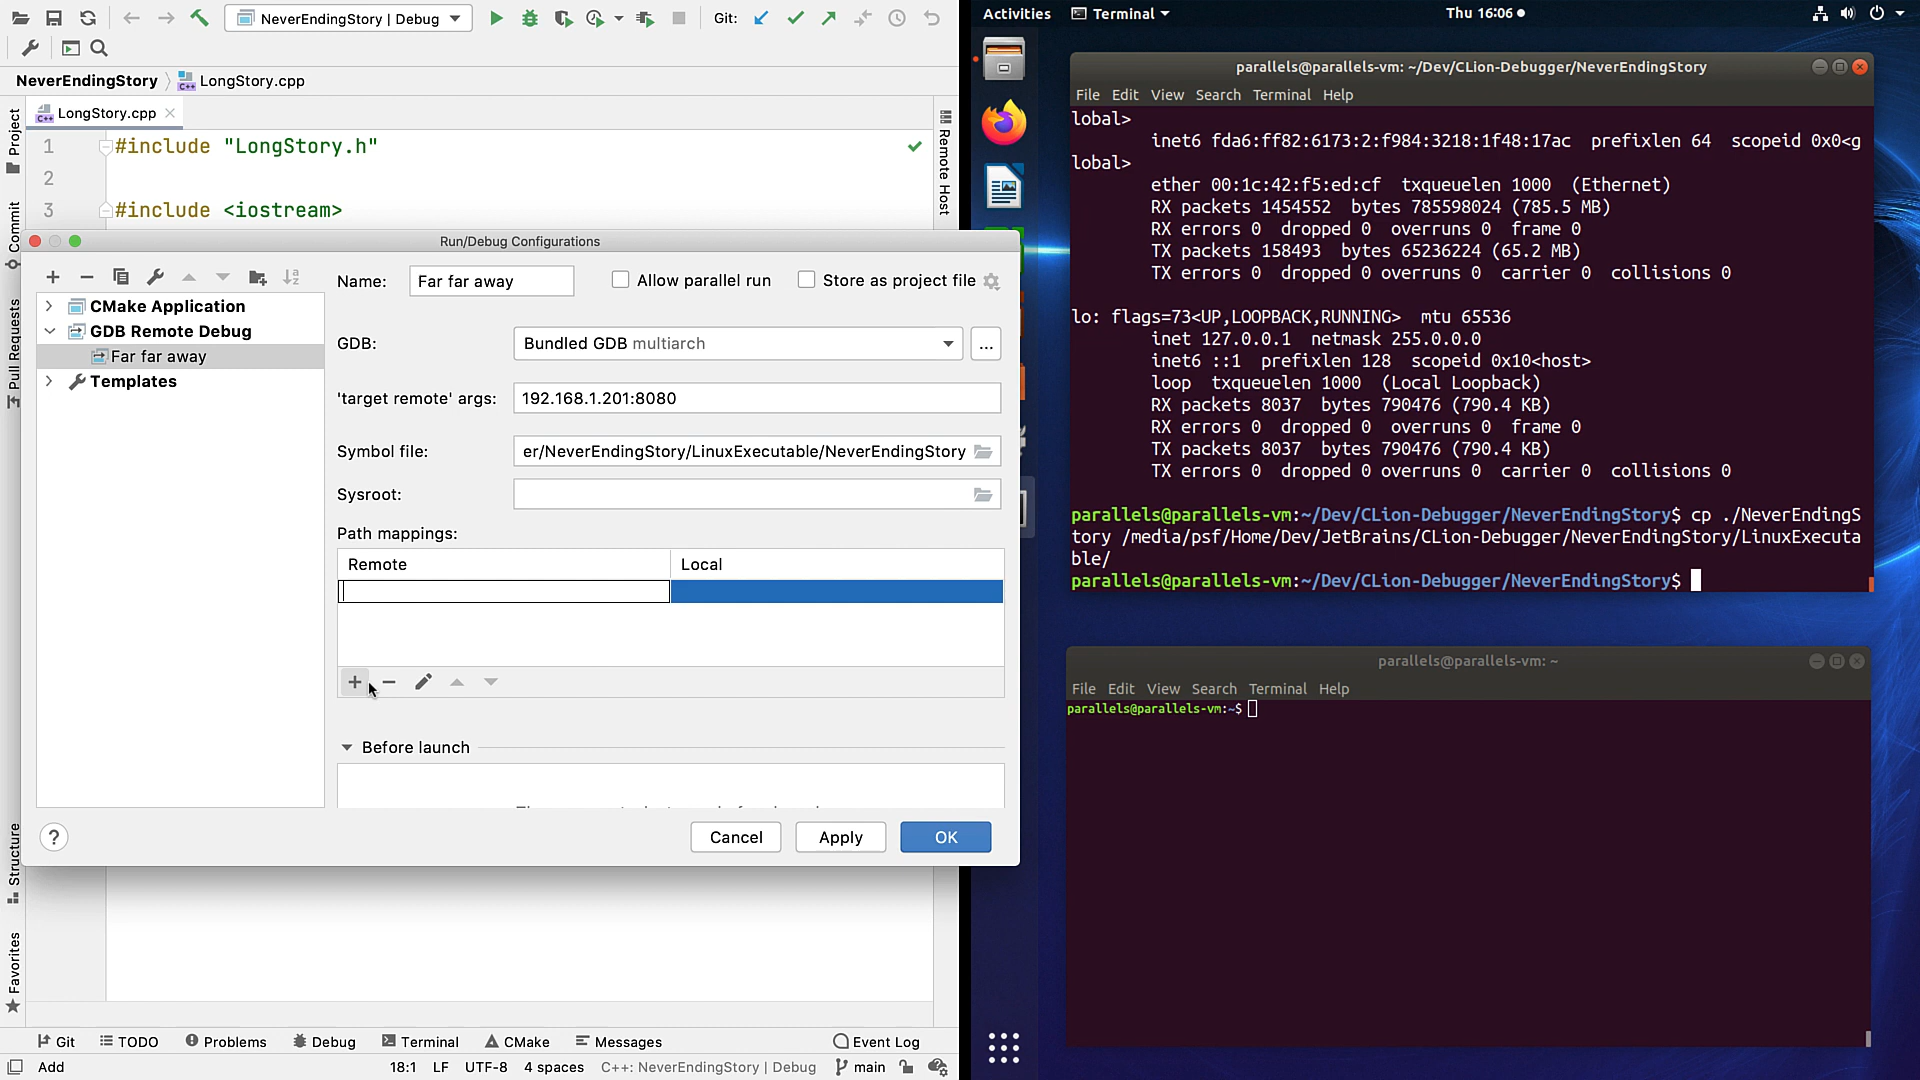 NeverEndingStory | Debug
Git:
NeverEndingStory
LongStory.cpp
LongStory.cpp
Project
Commit
Pull Requests
Structure
Favorites
Remote Host
1 #include "LongStory.h"
2
3 #include <iostream>
Run/Debug Configurations
CMake Application
GDB Remote Debug
Far far away
Templates
Name: Far far away
Allow parallel run
Store as project file
GDB: Bundled GDB multiarch
...
'target remote' args: 192.168.1.201:8080
Symbol file: er/NeverEndingStory/LinuxExecutable/NeverEndingStory
Sysroot:
Path mappings:
Remote Local
Before launch
?
Cancel Apply OK
Git TODO Problems Debug Terminal CMake Messages Event Log
Add 18:1 LF UTF-8 4 spaces C++: NeverEndingStory | Debug main
Activities Terminal Thu 16:06
parallels@parallels-vm: ~/Dev/CLion-Debugger/NeverEndingStory
File Edit View Search Terminal Help
lobal>
inet6 fda6:ff82:6173:2:f984:3218:1f48:17ac prefixlen 64 scopeid 0x0<g
lobal>
ether 00:1c:42:f5:ed:cf txqueuelen 1000 (Ethernet)
RX packets 1454552 bytes 785598024 (785.5 MB)
RX errors 0 dropped 0 overruns 0 frame 0
TX packets 158493 bytes 65236224 (65.2 MB)
TX errors 0 dropped 0 overruns 0 carrier 0 collisions 0
lo: flags=73<UP,LOOPBACK,RUNNING> mtu 65536
inet 127.0.0.1 netmask 255.0.0.0
inet6 ::1 prefixlen 128 scopeid 0x10<host>
loop txqueuelen 1000 (Local Loopback)
RX packets 8037 bytes 790476 (790.4 KB)
RX errors 0 dropped 0 overruns 0 frame 0
TX packets 8037 bytes 790476 (790.4 KB)
TX errors 0 dropped 0 overruns 0 carrier 0 collisions 0
parallels@parallels-vm:~/Dev/CLion-Debugger/NeverEndingStory$ cp ./NeverEndingS
tory /media/psf/Home/Dev/JetBrains/CLion-Debugger/NeverEndingStory/LinuxExecuta
ble/
parallels@parallels-vm:~/Dev/CLion-Debugger/NeverEndingStory$
parallels@parallels-vm: ~
File Edit View Search Terminal Help
parallels@parallels-vm:~$